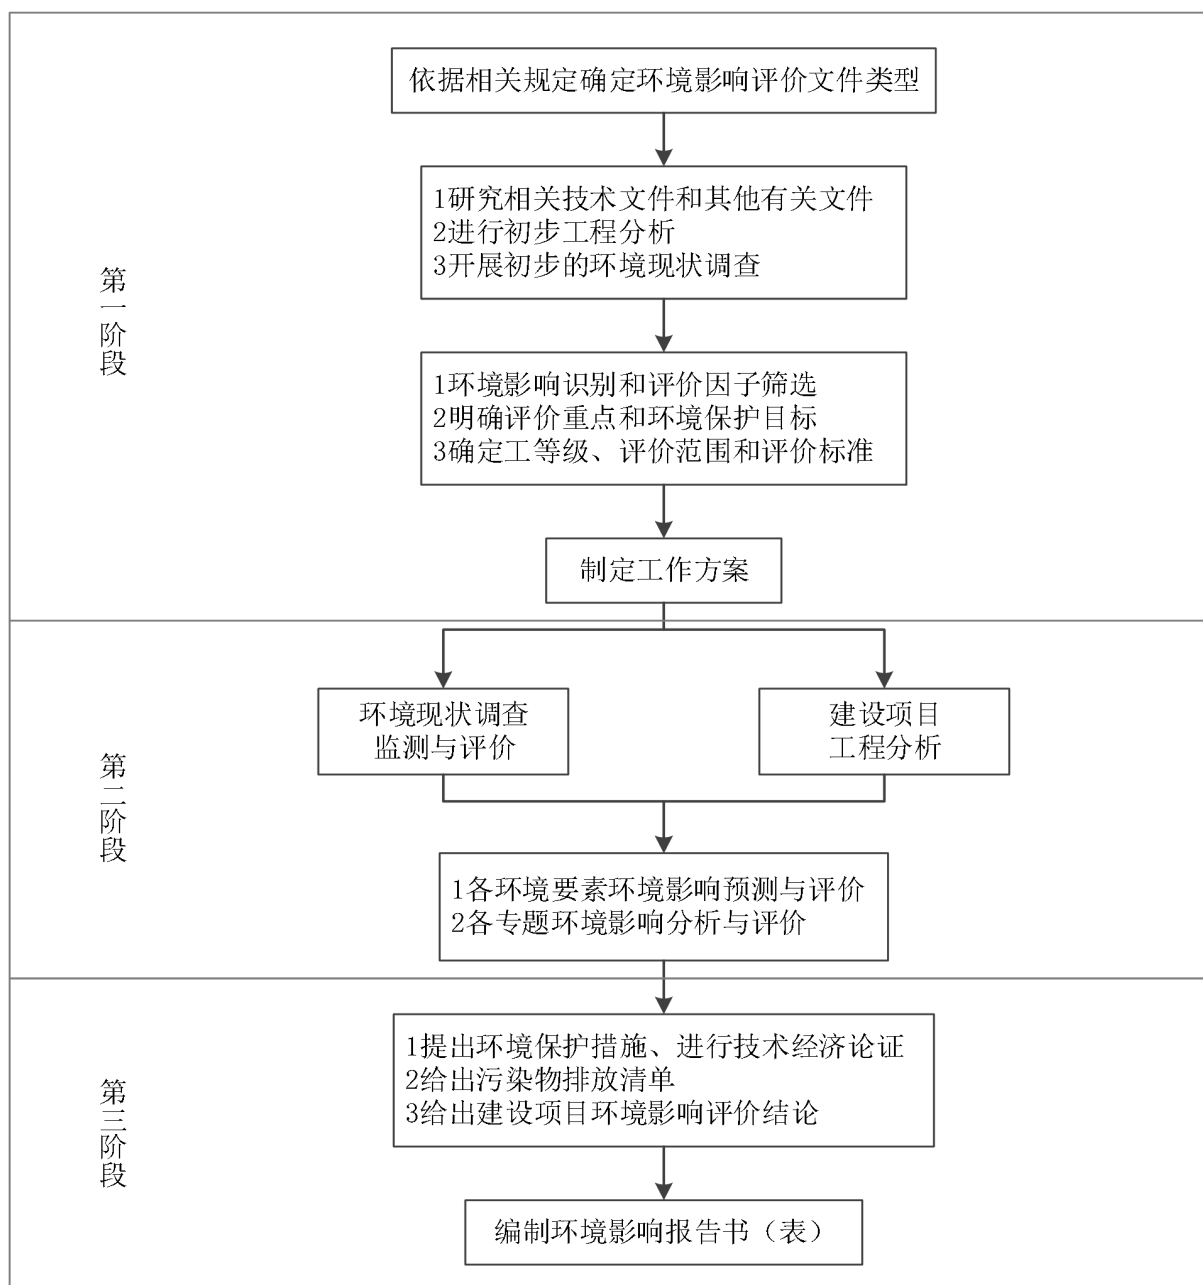 依据相关规定确定环境影响评价文件类型
1研究相关技术文件和其他有关文件
2进行初步工程分析
3开展初步的环境现状调查
第一阶段
1环境影响识别和评价因子筛选
2明确评价重点和环境保护目标
3确定工等级、评价范围和评价标准
制定工作方案
环境现状调查
监测与评价
建设项目
工程分析
第二阶段
1各环境要素环境影响预测与评价
2各专题环境影响分析与评价
1提出环境保护措施、进行技术经济论证
2给出污染物排放清单
3给出建设项目环境影响评价结论
第三阶段
编制环境影响报告书（表）